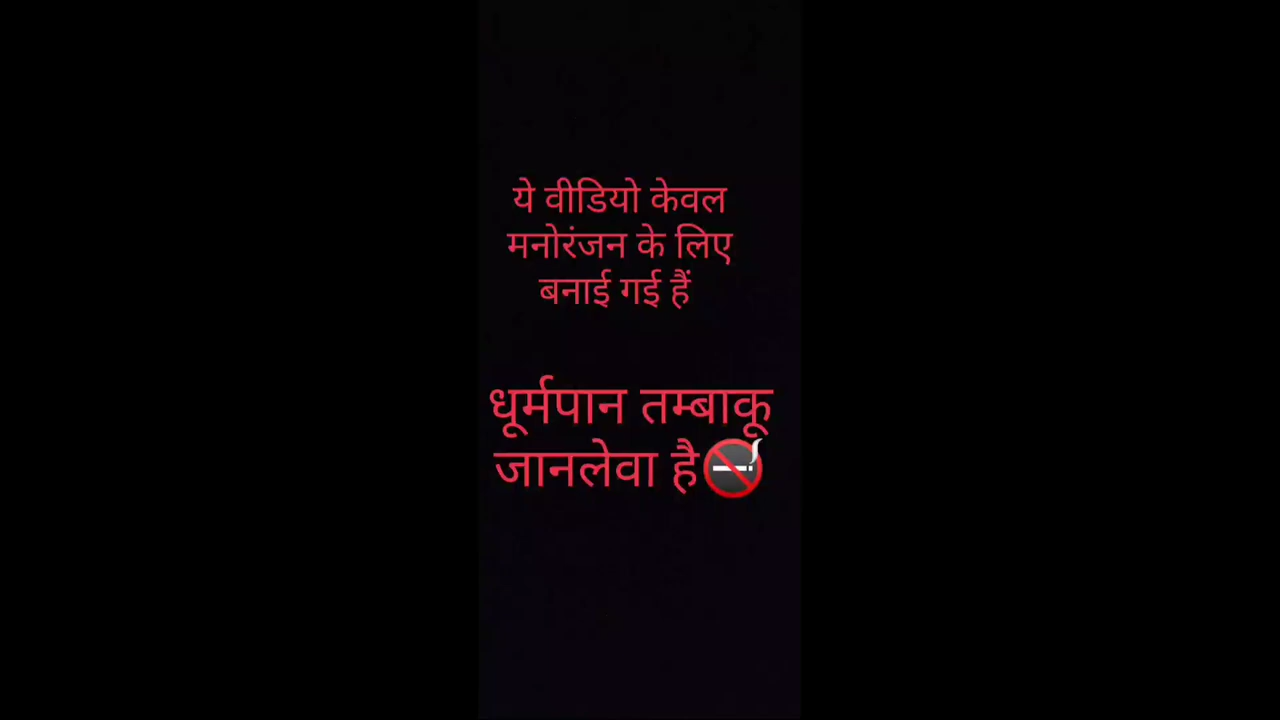 ये वीडियो केवल
मनोरंजन के लिए
बनाई गई हैं
धूर्मपान तम्बाकू
जानलेवा है🚭